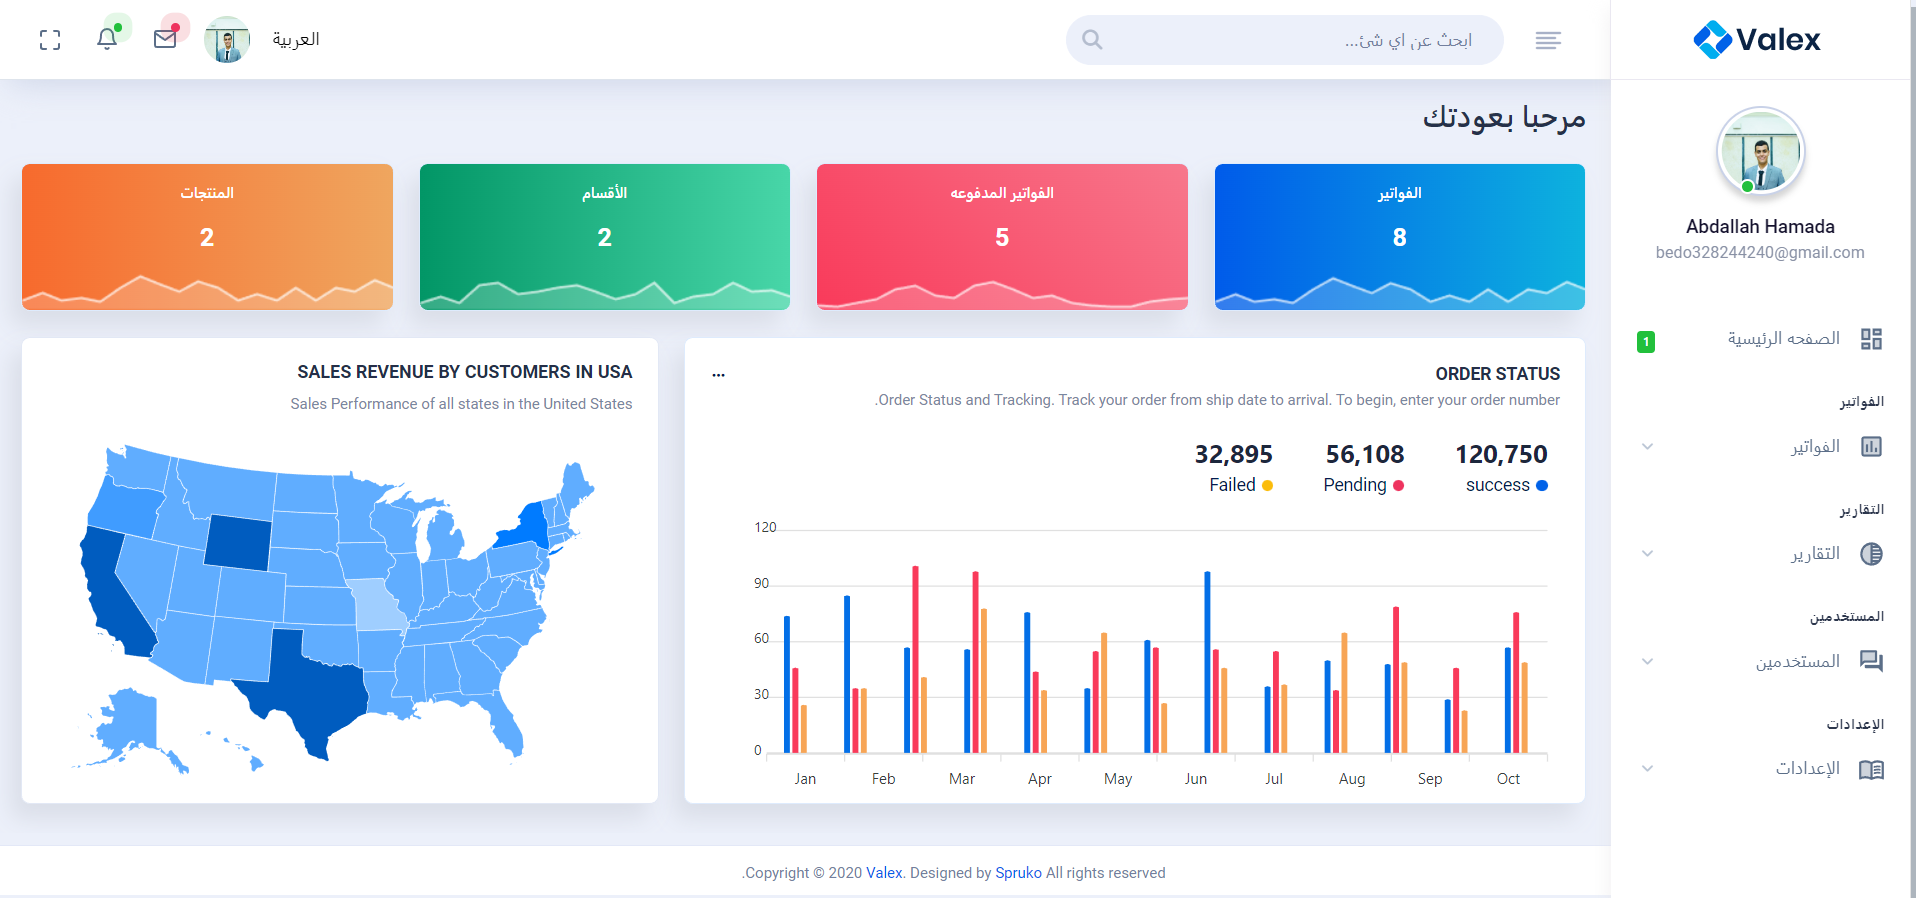 Valex
العربية
ابحث عن اي شئ...
Abdallah Hamada
bedo328244240@gmail.com
الصفحه الرئيسية
1
الفواتير
الفواتير
التقارير
التقارير
المستخدمين
المستخدمين
الإعدادات
الإعدادات
مرحبا بعودتك
الفواتير
8
الفواتير المدفوعه
5
الأقسام
2
المنتجات
2
ORDER STATUS
...
.Order Status and Tracking. Track your order from ship date to arrival. To begin, enter your order number
120,750
success
56,108
Pending
32,895
Failed
120
90
60
30
0
Jan Feb Mar Apr May Jun Jul Aug Sep Oct
SALES REVENUE BY CUSTOMERS IN USA
Sales Performance of all states in the United States
.Copyright © 2020 Valex. Designed by Spruko All rights reserved